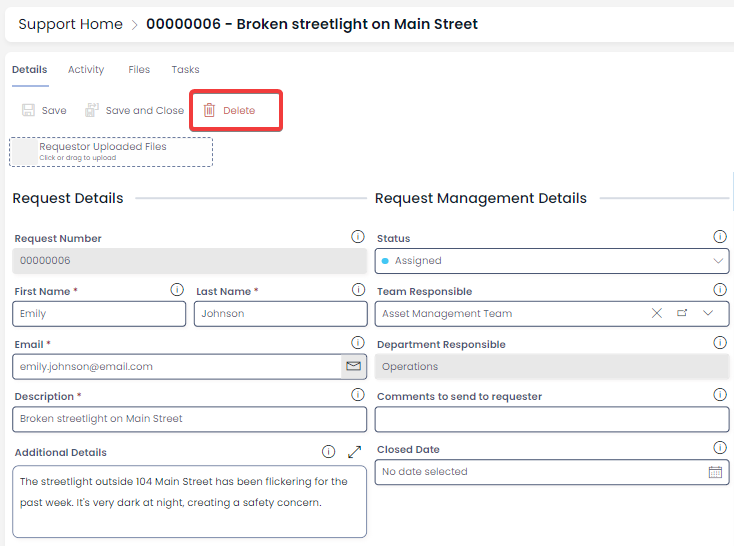 Support Home > 00000006 - Broken streetlight on Main Street
Details Activity Files Tasks
Save Save and Close Delete
Requestor Uploaded Files
Click or drag to upload
Request Details
Request Number
00000006
First Name * Last Name *
Emily Johnson
Email *
emily.johnson@email.com
Description *
Broken streetlight on Main Street
Additional Details
The streetlight outside 104 Main Street has been flickering for the
past week. It's very dark at night, creating a safety concern.
Request Management Details
Status
Assigned
Team Responsible
Asset Management Team
Department Responsible
Operations
Comments to send to requester
Closed Date
No date selected